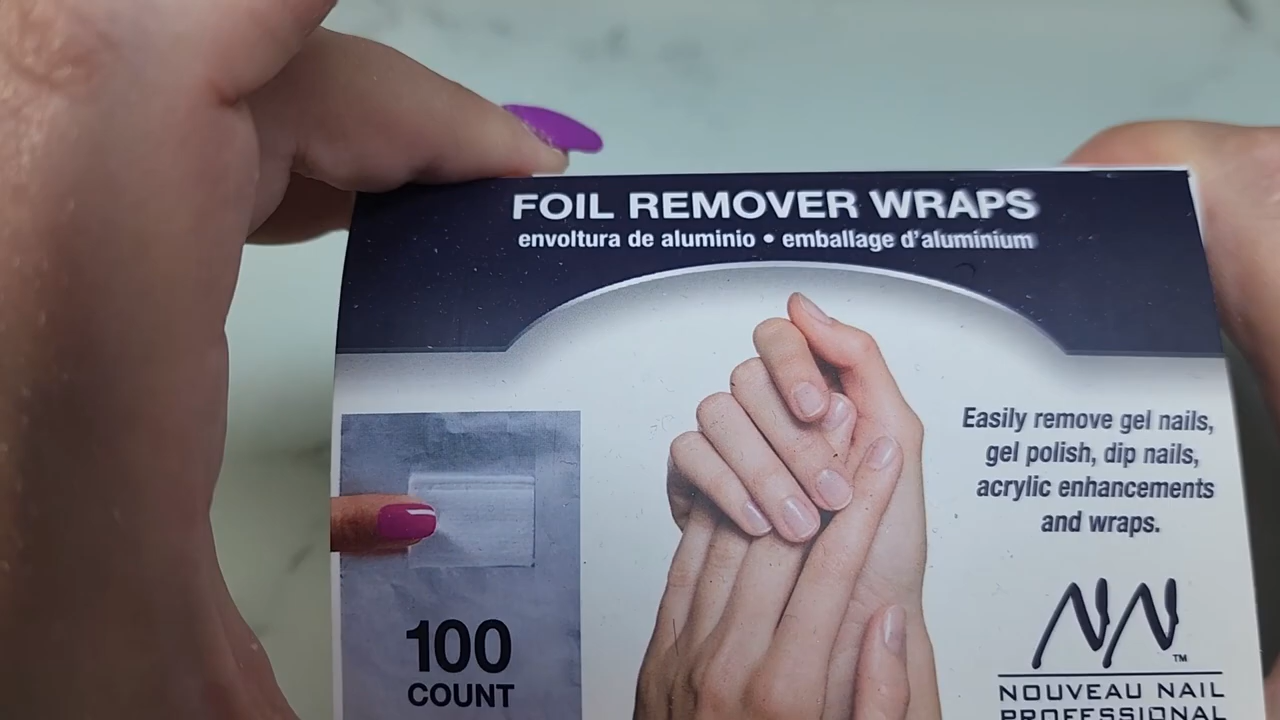 FOIL REMOVER WRAPS
envoltura de aluminio • emballage d'aluminium
Easily remove gel nails,
gel polish, dip nails,
acrylic enhancements
and wraps.
100
COUNT
NN™
NOUVEAU NAIL
PROFESSIONAL